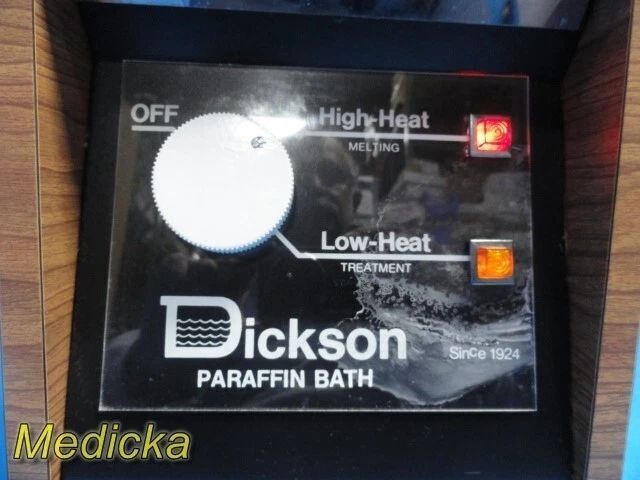 OFF
High-Heat
MELTING
Low-Heat
TREATMENT
Dickson
Since 1924
PARAFFIN BATH
Medicka